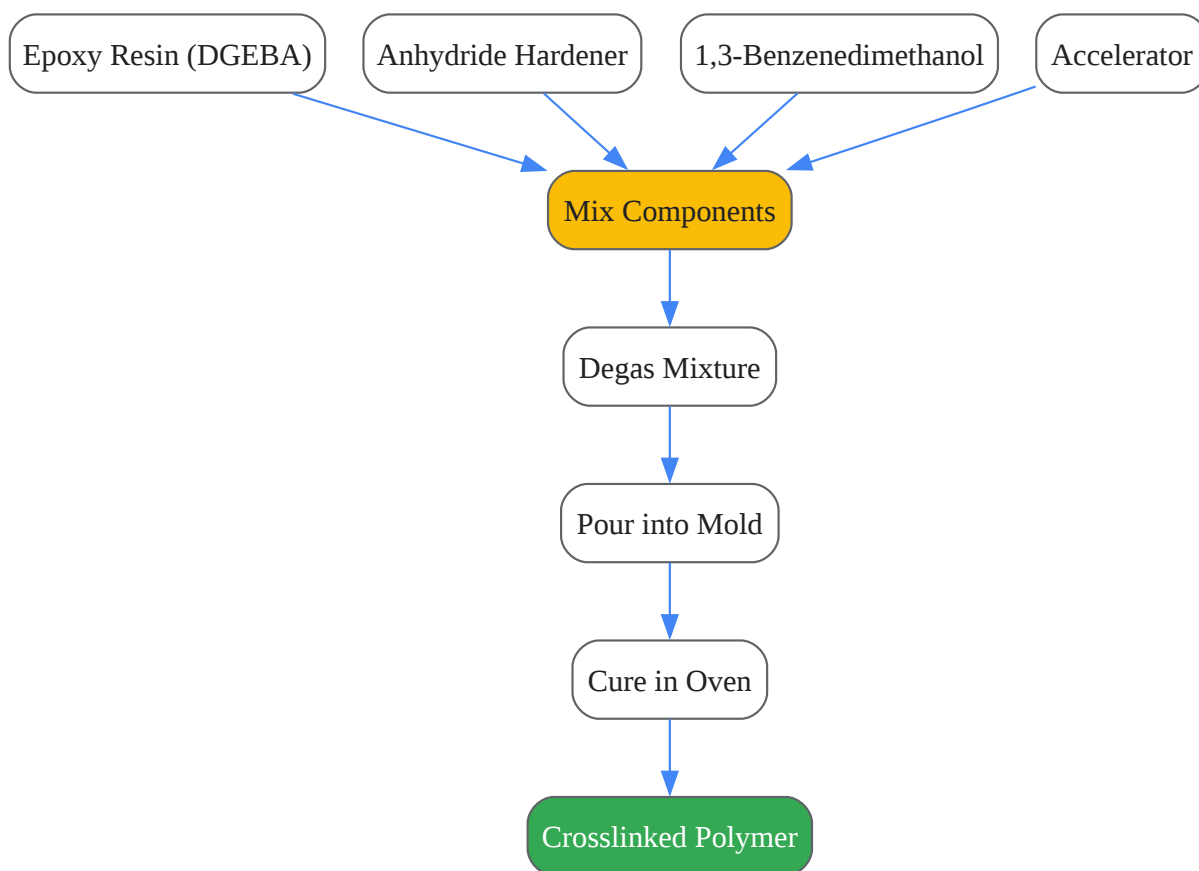 Epoxy Resin (DGEBA)
Anhydride Hardener
1,3-Benzenedimethanol
Accelerator
Mix Components
Degas Mixture
Pour into Mold
Cure in Oven
Crosslinked Polymer